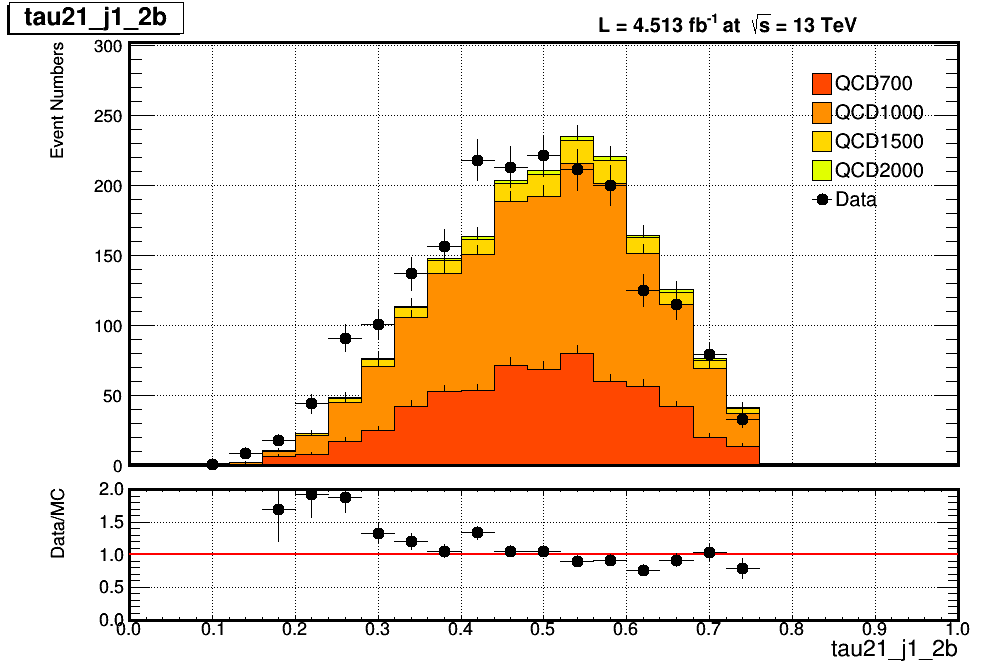 tau21_j1_2b
L = 4.513 fb-1 at √s = 13 TeV
Event Numbers
300
250
200
150
100
50
0
QCD700
QCD1000
QCD1500
QCD2000
Data
Data/MC
2.0
1.5
1.0
0.5
0.0
0.0 0.1 0.2 0.3 0.4 0.5 0.6 0.7 0.8 0.9 1.0
tau21_j1_2b